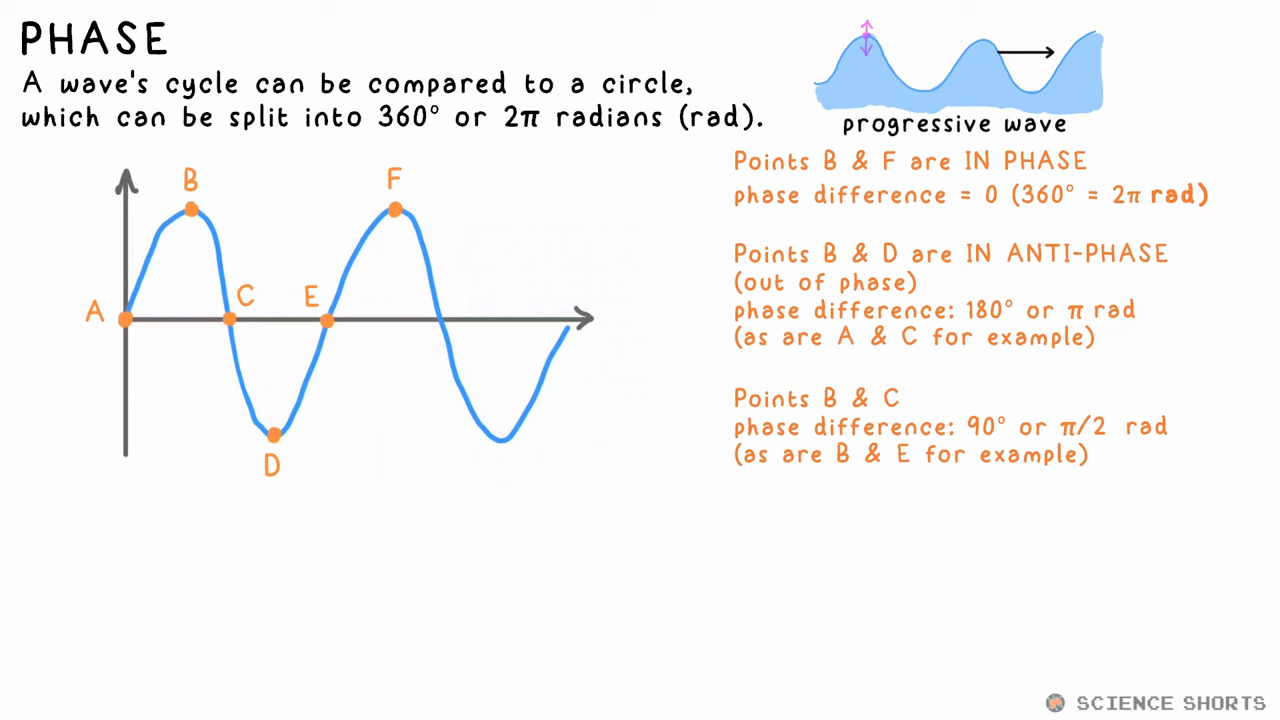 PHASE
A wave's cycle can be compared to a circle,
which can be split into 360° or 2π radians (rad).
progressive wave
Points B & F are IN PHASE
phase difference = 0 (360° = 2π rad)
Points B & D are IN ANTI-PHASE
(out of phase)
phase difference: 180° or π rad
(as are A & C for example)
Points B & C
phase difference: 90° or π/2 rad
(as are B & E for example)
B
F
A
C
E
D
SCIENCE SHORTS